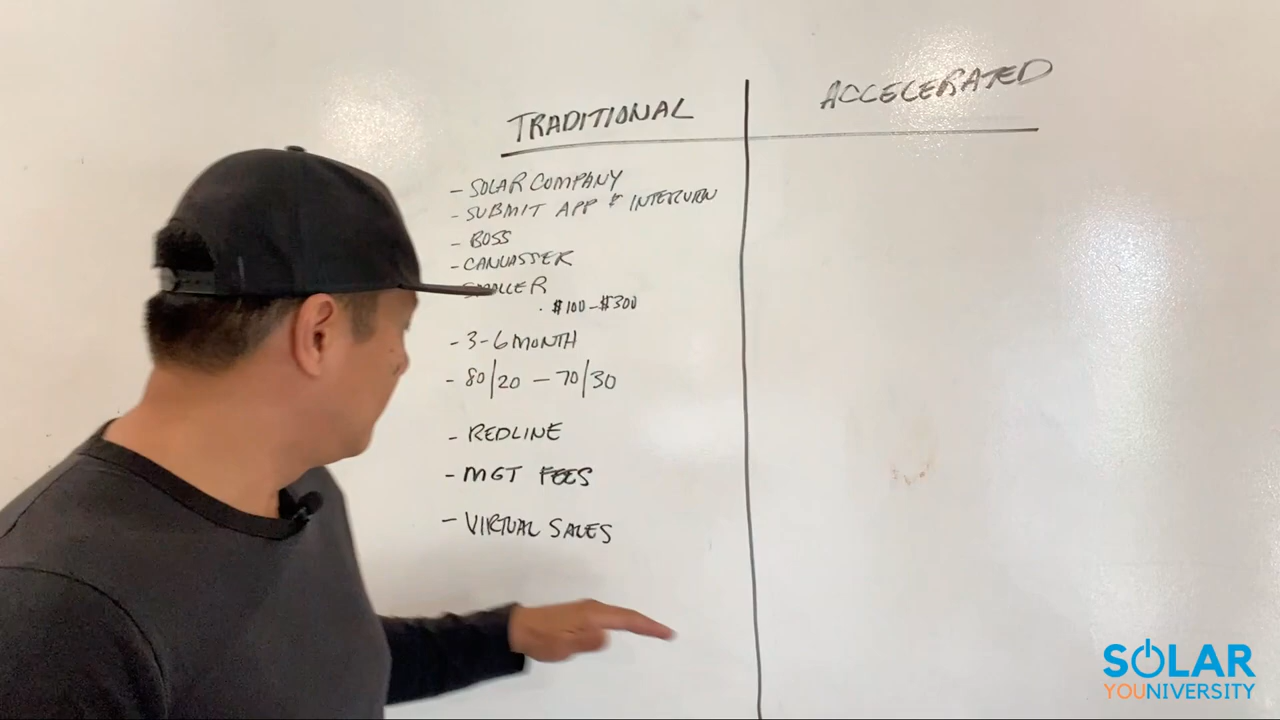 TRADITIONAL
ACCELERATED
- SOLAR COMPANY
- SUBMIT APP & INTERVIEW
- BOSS
- CANVASSER
SMALLER
· $100-$300
- 3-6 MONTH
- 80/20 - 70/30
- REDLINE
- MGT FEES
- VIRTUAL SALES
SOLAR
YOUNIVERSITY